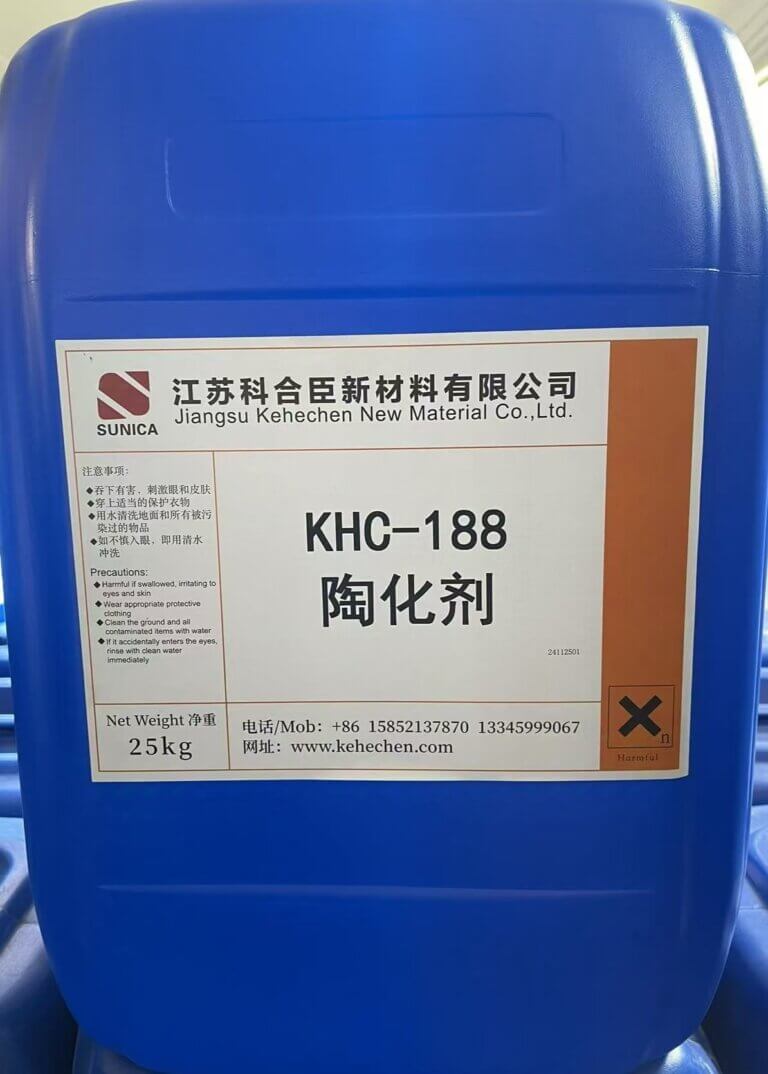 SUNICA
江苏科合臣新材料有限公司
Jiangsu Kehechen New Material Co.,Ltd.
注意事项:
◆吞下有害，刺激眼和皮肤
◆穿上适当的保护衣物
◆用水清洗地面和所有被污
染过的物品
◆如不慎入眼，即用清水
冲洗
Precautions:
◆Harmful if swallowed, irritating to
eyes and skin
◆Wear appropriate protective
clothing
◆Clean the ground and all
contaminated items with water
◆If it accidentally enters the eyes,
rinse with clean water
immediately
KHC-188
陶化剂
24112501
Net Weight 净重
25kg
电话/Mob: +86 15852137870 13345999067
网址: www.kehechen.com
n
Harmful